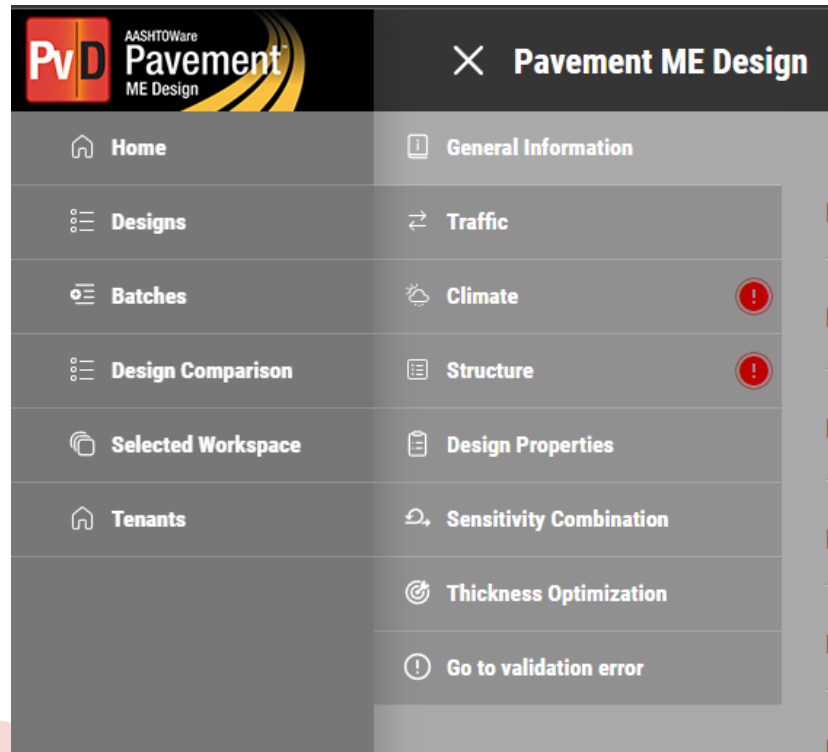 PvD
AASHTOWare
Pavement™
ME Design
Pavement ME Design
Home
Designs
Batches
Design Comparison
Selected Workspace
Tenants
General Information
Traffic
Climate
Structure
Design Properties
Sensitivity Combination
Thickness Optimization
Go to validation error